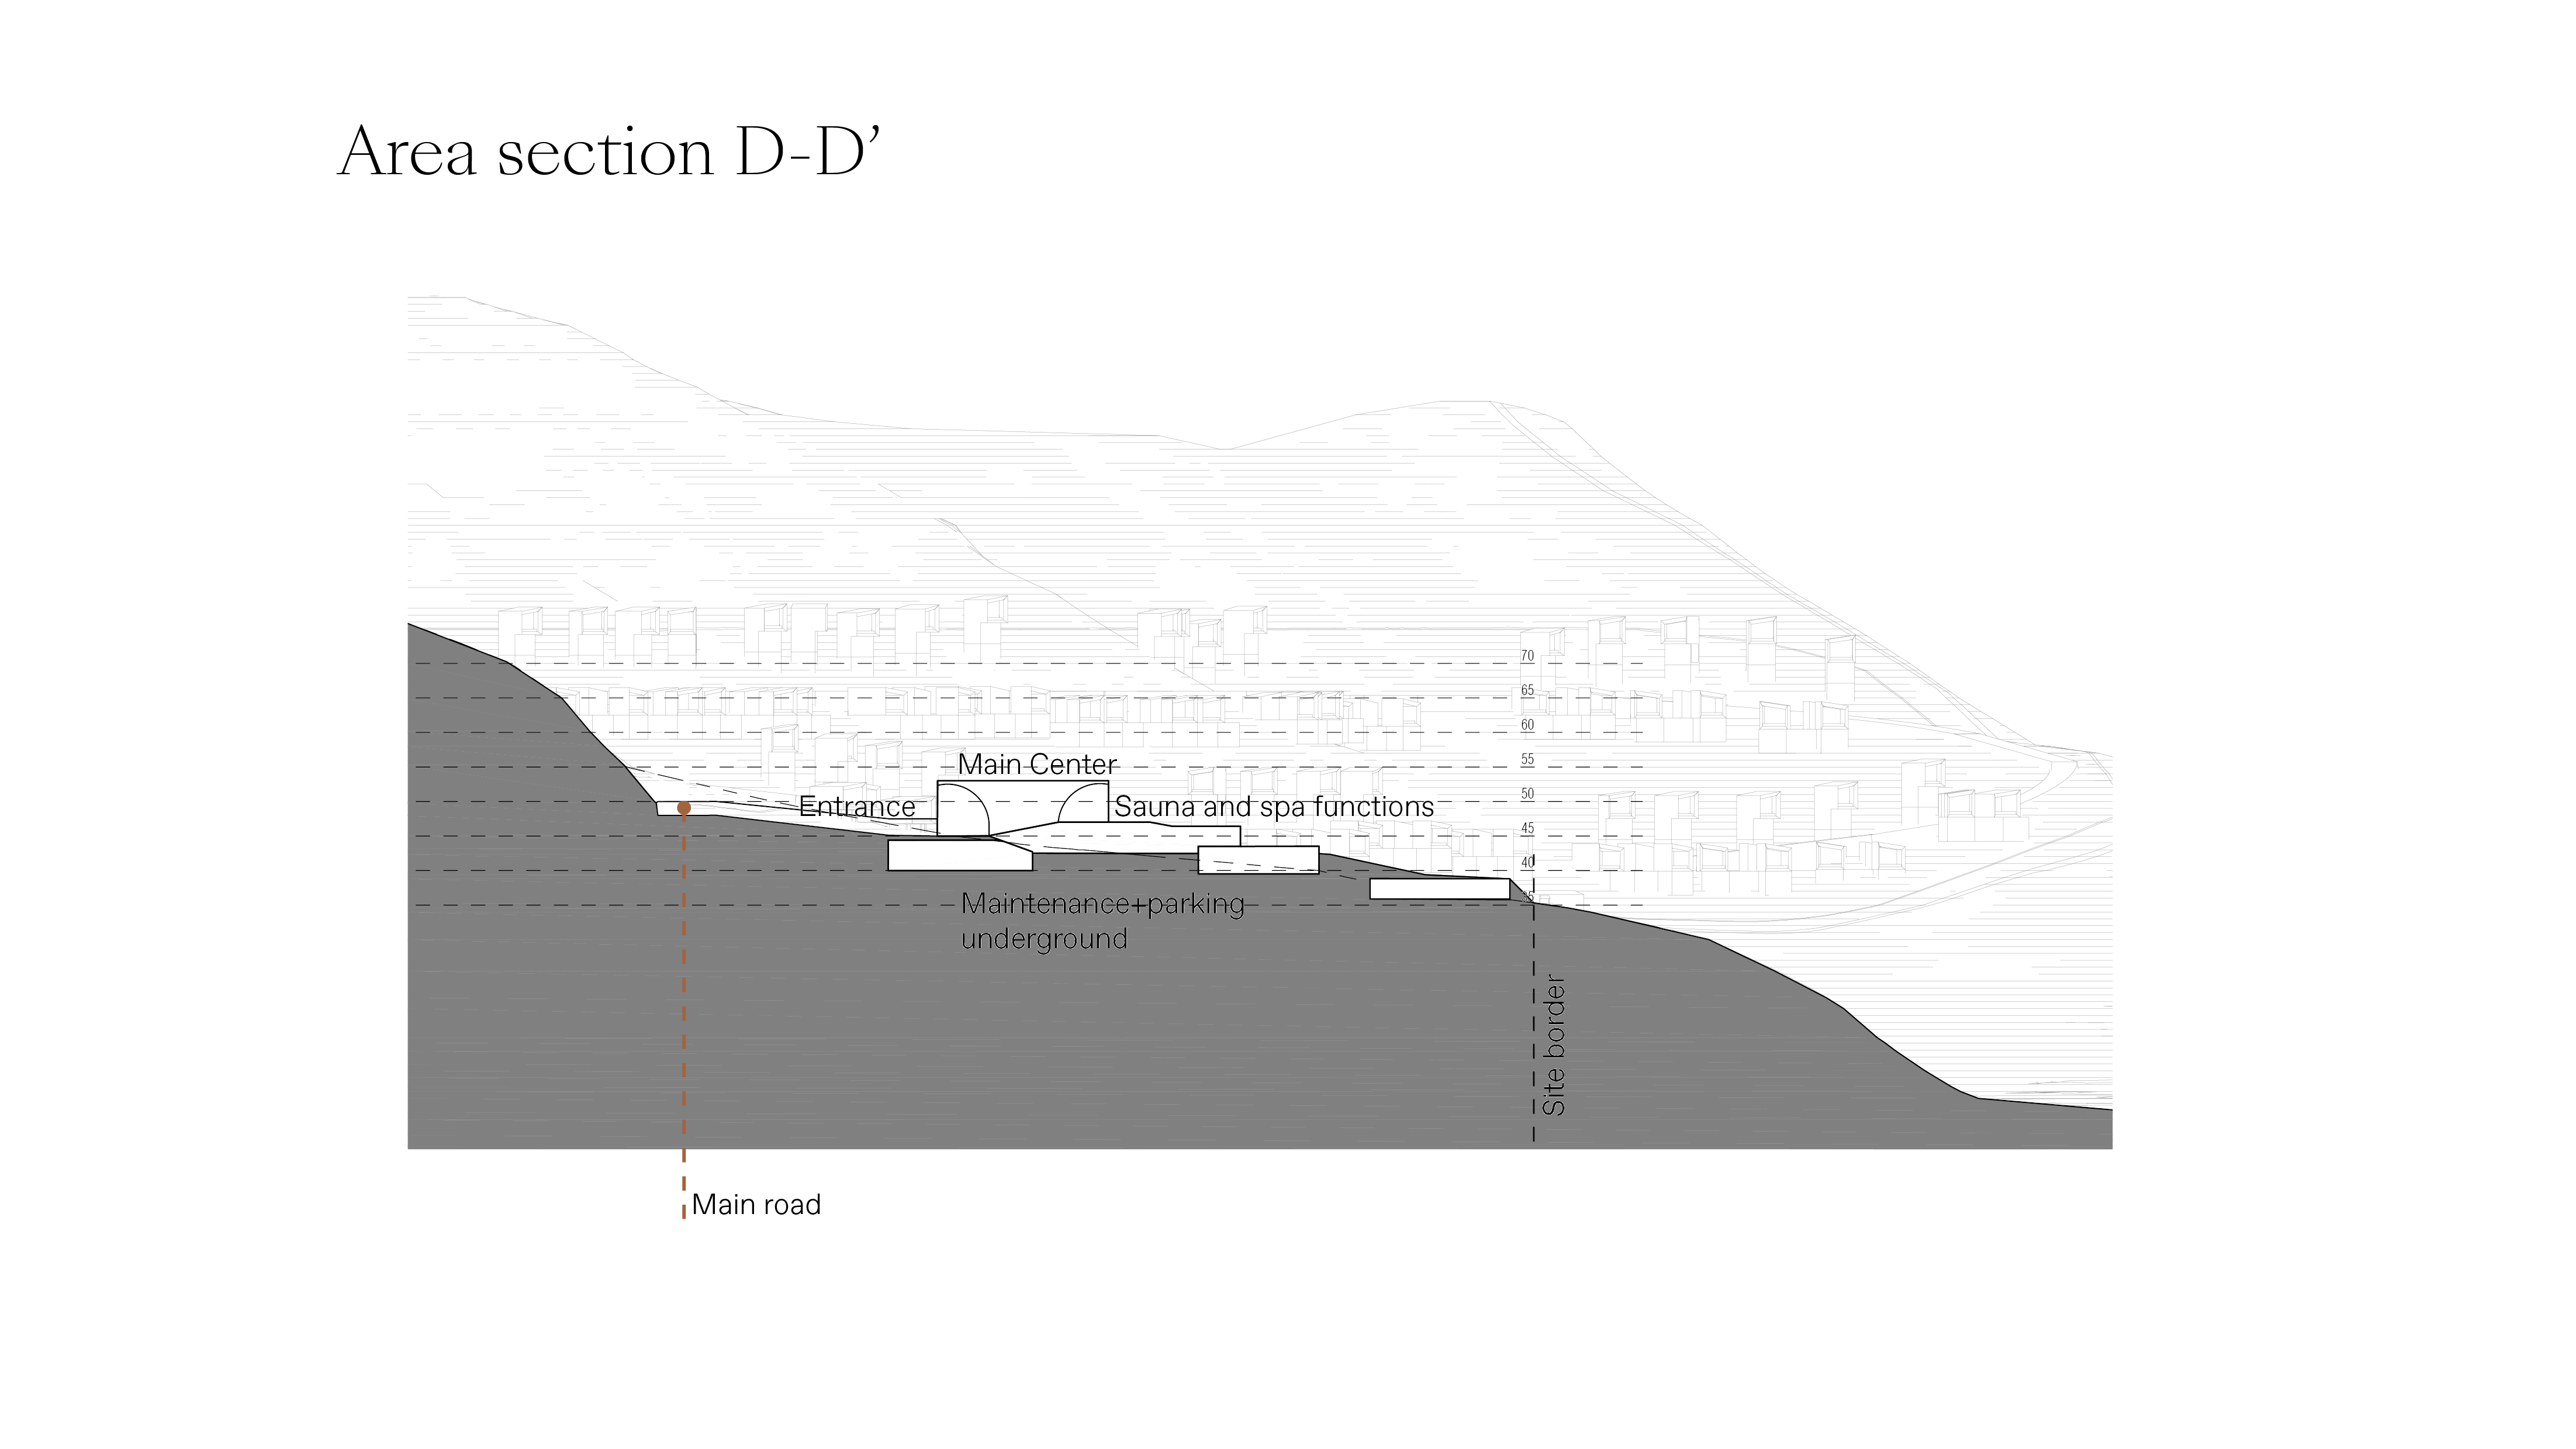 Area section D-D’
70
65
60
55
Main Center
50
Entrance
Sauna and spa functions
45
40
35
Maintenance+parking
underground
Site border
Main road